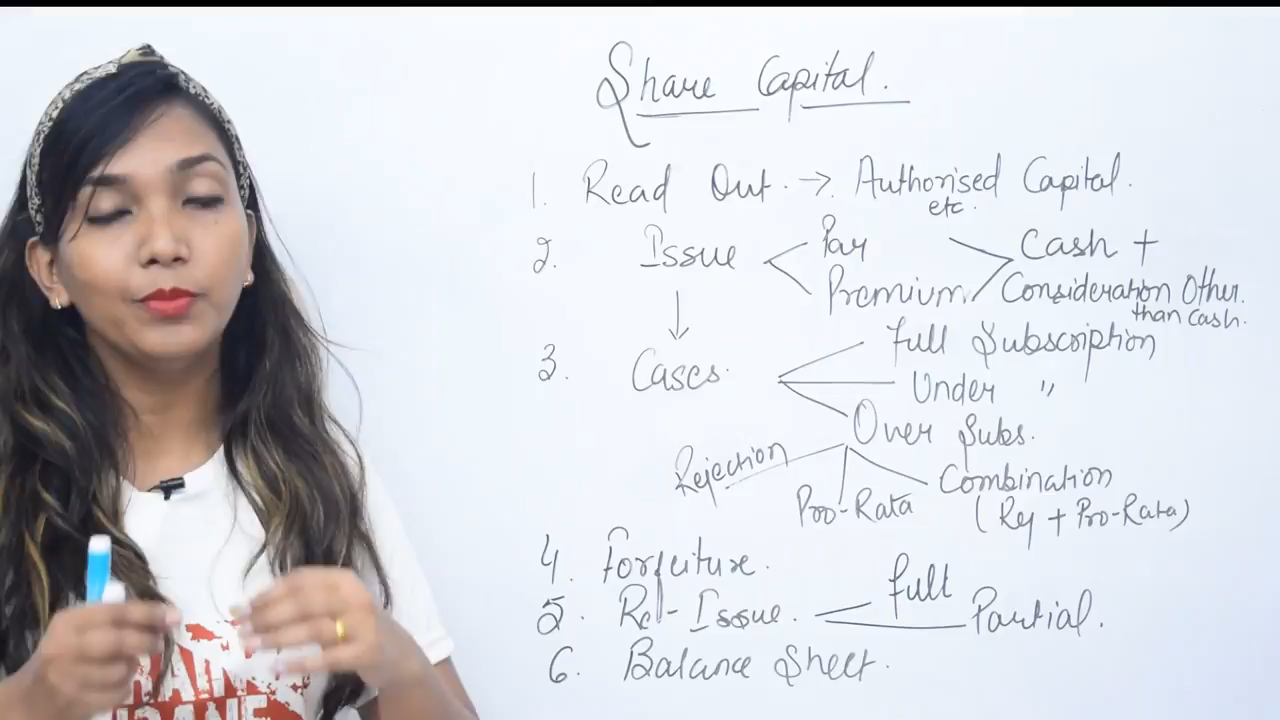 Share Capital.
1. Read Out. → Authorised Capital.
etc.
2. Issue Par Cash +
Premium Consideration Other
than cash.
3. Cases. Full Subscription
Under "
Over Subs.
Rejection Pro-Rata Combination
(Rej + Pro-Rata)
4. Forfeiture.
5. Re-Issue. Full
Partial.
6. Balance Sheet.